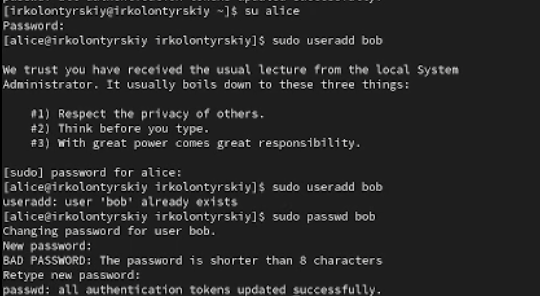 [irkolontyrskiy@irkolontyrskiy ~]$ su alice
Password:
[alice@irkolontyrskiy irkolontyrskiy]$ sudo useradd bob
We trust you have received the usual lecture from the local System
Administrator. It usually boils down to these three things:
#1) Respect the privacy of others.
#2) Think before you type.
#3) With great power comes great responsibility.
[sudo] password for alice:
[alice@irkolontyrskiy irkolontyrskiy]$ sudo useradd bob
useradd: user 'bob' already exists
[alice@irkolontyrskiy irkolontyrskiy]$ sudo passwd bob
Changing password for user bob.
New password:
BAD PASSWORD: The password is shorter than 8 characters
Retype new password:
passwd: all authentication tokens updated successfully.